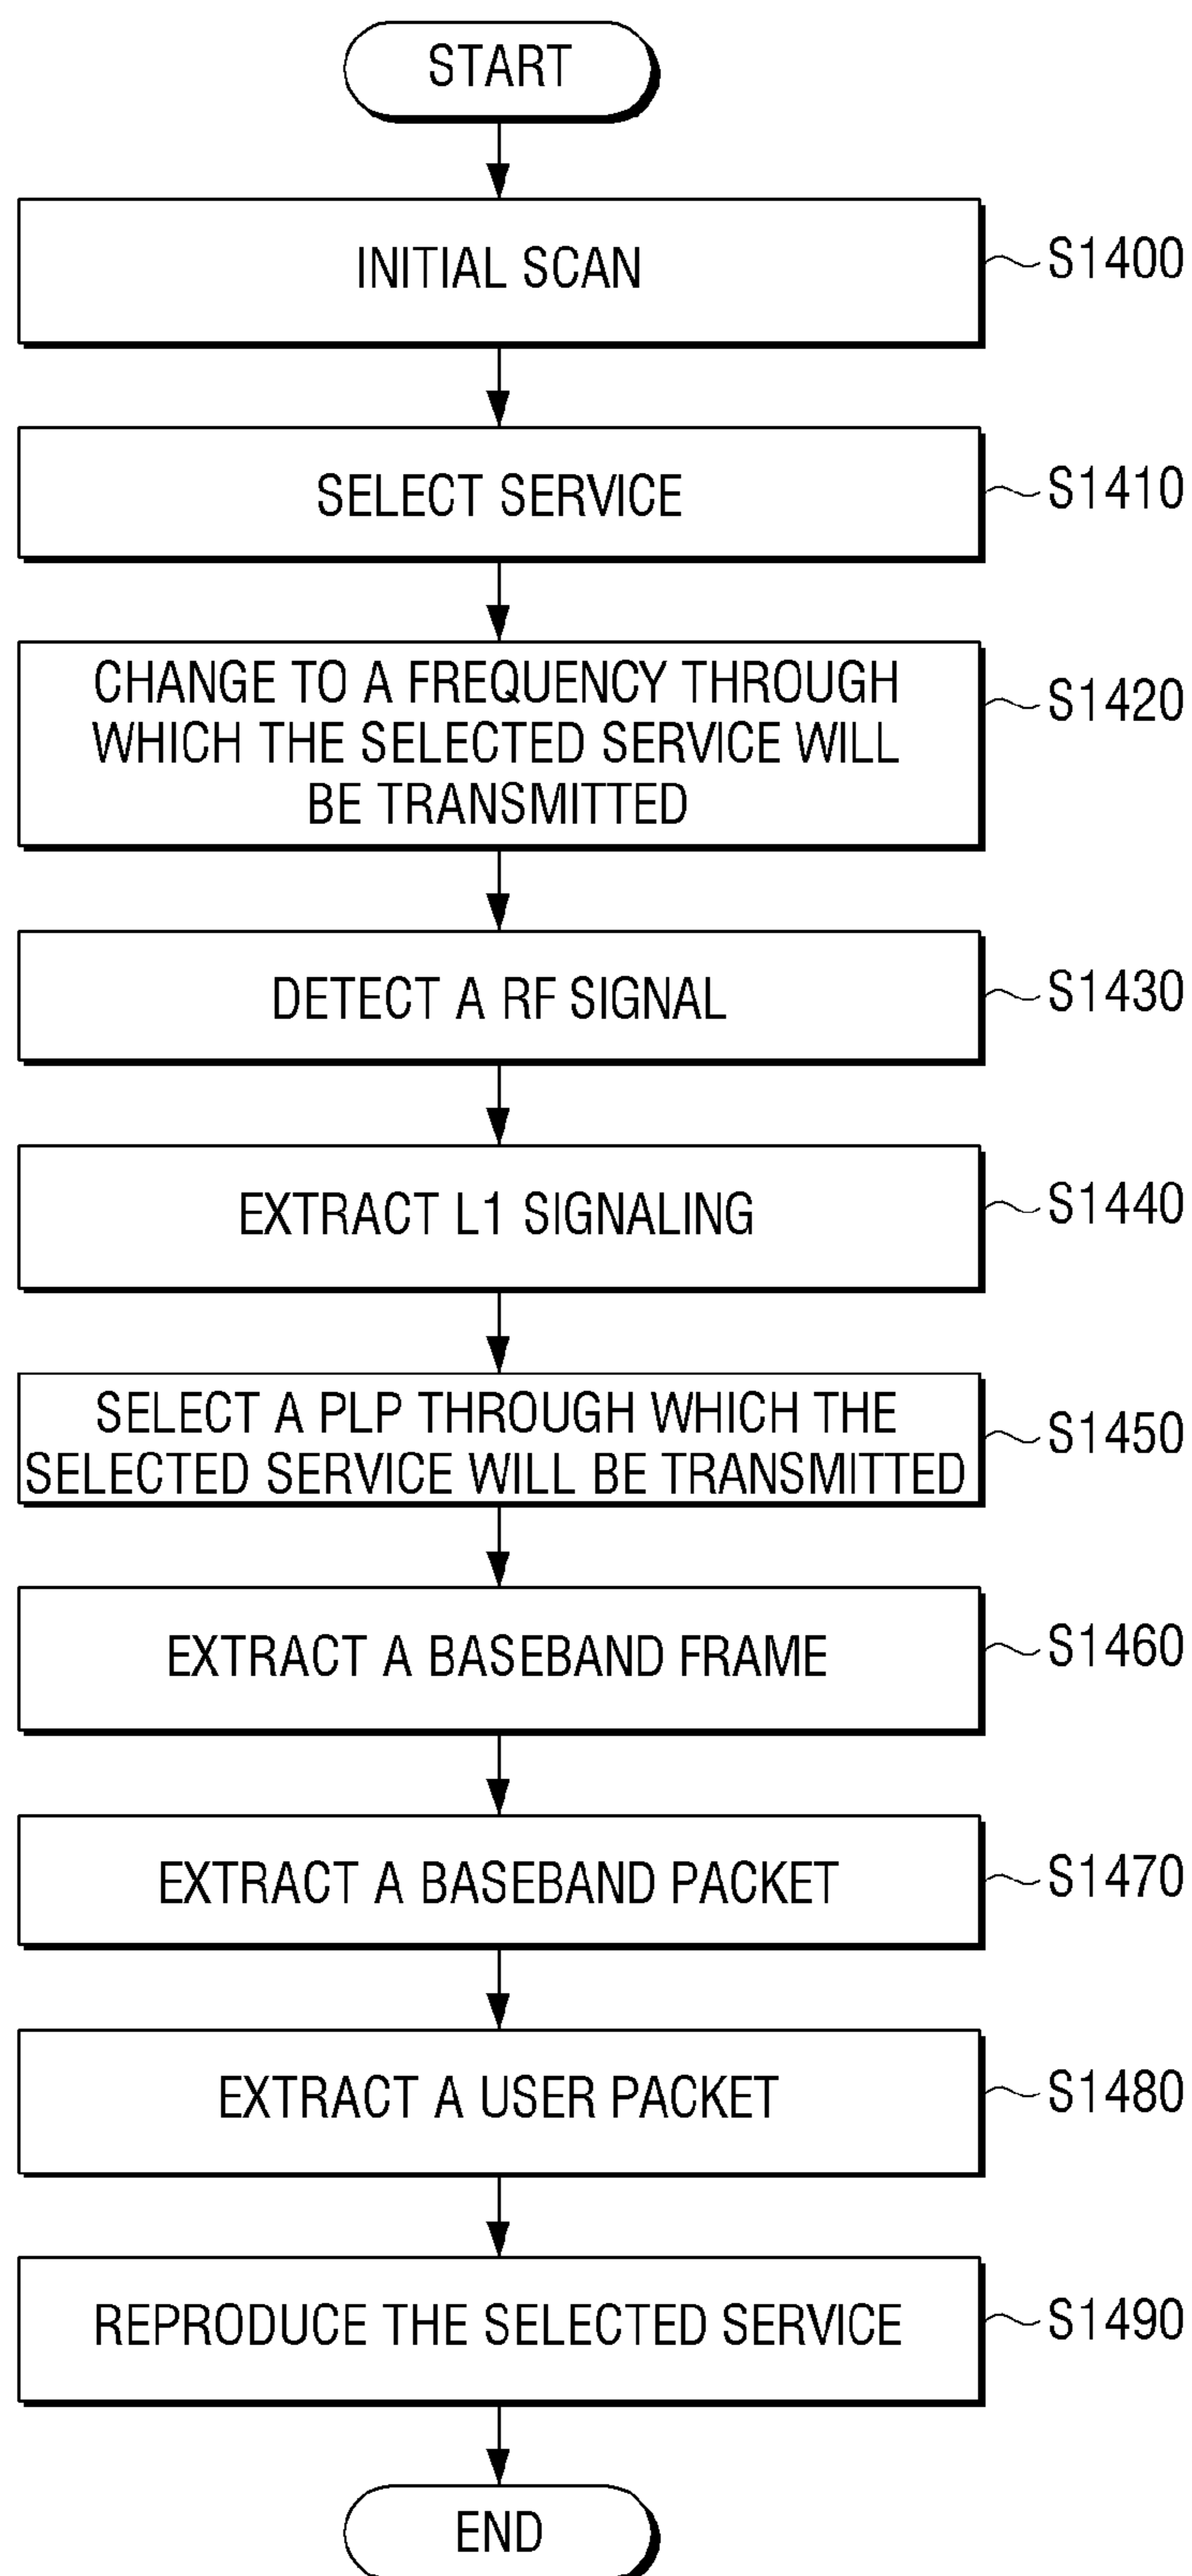 START
INITIAL SCAN
S1400
SELECT SERVICE
S1410
CHANGE TO A FREQUENCY THROUGH
WHICH THE SELECTED SERVICE WILL
BE TRANSMITTED
S1420
DETECT A RF SIGNAL
S1430
EXTRACT L1 SIGNALING
S1440
SELECT A PLP THROUGH WHICH THE
SELECTED SERVICE WILL BE TRANSMITTED
S1450
EXTRACT A BASEBAND FRAME
S1460
EXTRACT A BASEBAND PACKET
S1470
EXTRACT A USER PACKET
S1480
REPRODUCE THE SELECTED SERVICE
S1490
END